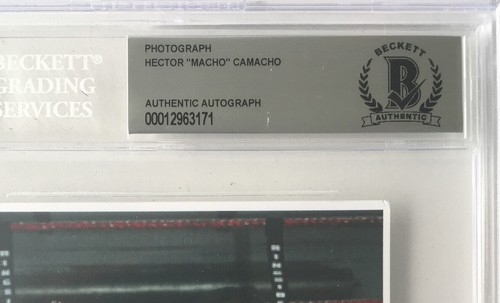 BECKETT®
GRADING
SERVICES
PHOTOGRAPH
HECTOR "MACHO" CAMACHO
AUTHENTIC AUTOGRAPH
00012963171
BECKETT
B
AUTHENTIC